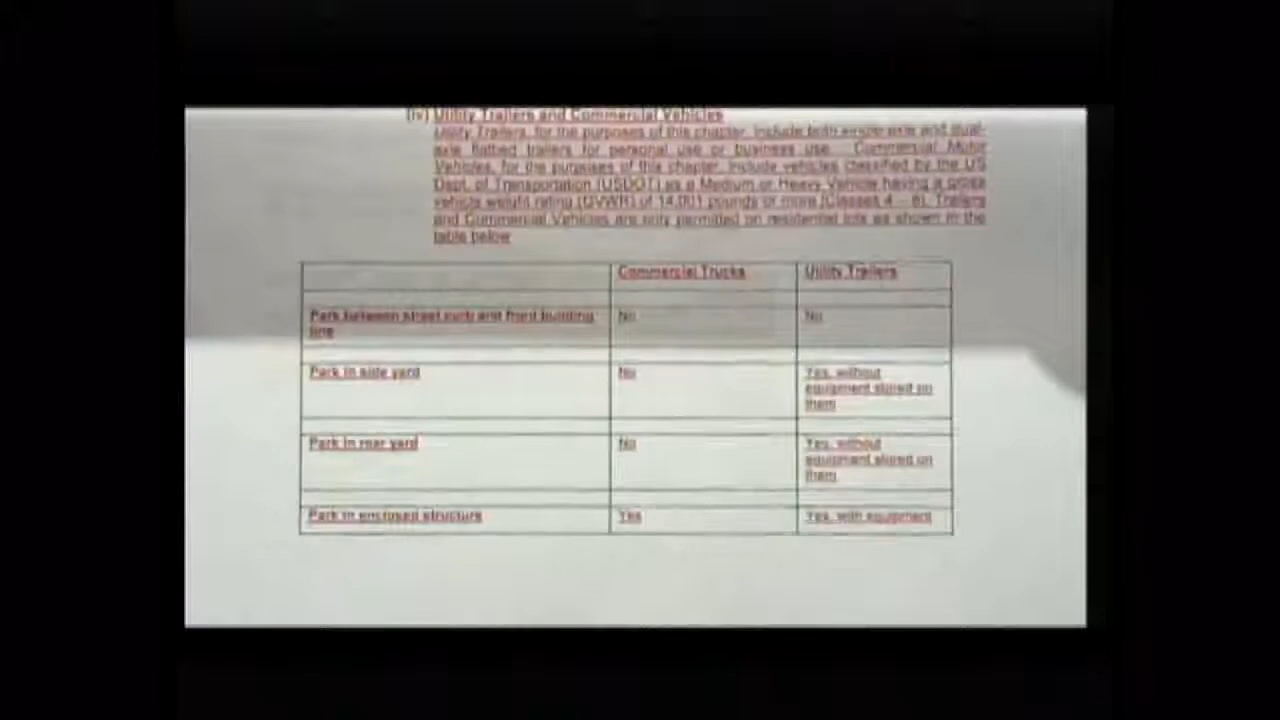 (iv) Utility Trailers and Commercial Vehicles
Utility Trailers, for the purposes of this chapter, include both single-axle and dual-
axle flatbed trailers for personal use or business use. Commercial Motor
Vehicles, for the purposes of this chapter, include vehicles classified by the US
Dept. of Transportation (USDOT) as a Medium or Heavy Vehicle having a gross
vehicle weight rating (GVWR) of 14,001 pounds or more (Classes 4 - 8). Trailers
and Commercial Vehicles are only permitted on residential lots as shown in the
table below
Commercial Trucks Utility Trailers
Park between street curb and front building No No
line
Park in side yard No Yes, without
equipment stored on
them
Park in rear yard No Yes, without
equipment stored on
them
Park in enclosed structure Yes Yes, with equipment